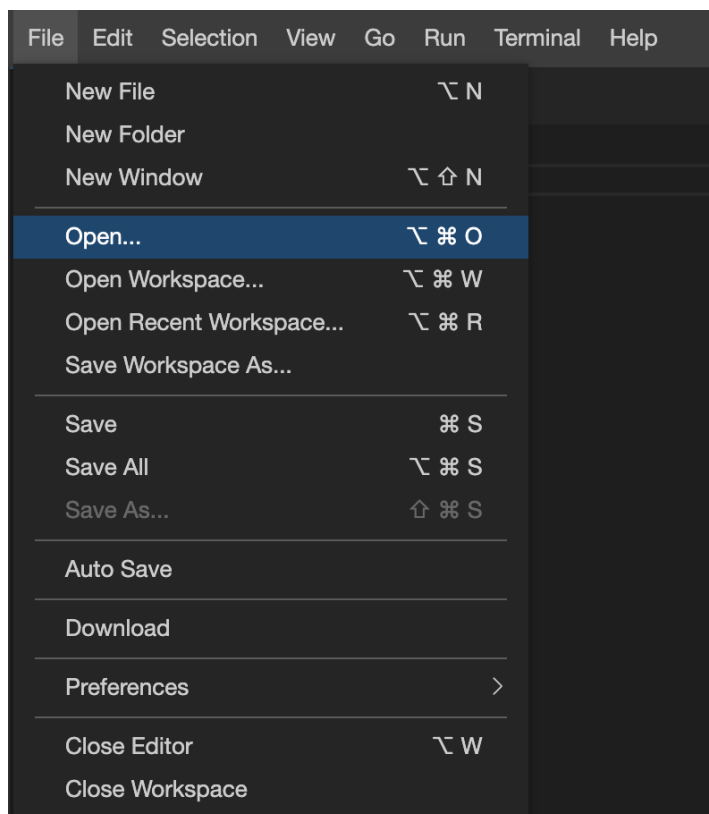 File Edit Selection View Go Run Terminal Help
New File ⌥ N
New Folder
New Window ⌥ ⇧ N
Open... ⌥ ⌘ O
Open Workspace... ⌥ ⌘ W
Open Recent Workspace... ⌥ ⌘ R
Save Workspace As...
Save ⌘ S
Save All ⌥ ⌘ S
Save As... ⇧ ⌘ S
Auto Save
Download
Preferences
Close Editor ⌥ W
Close Workspace